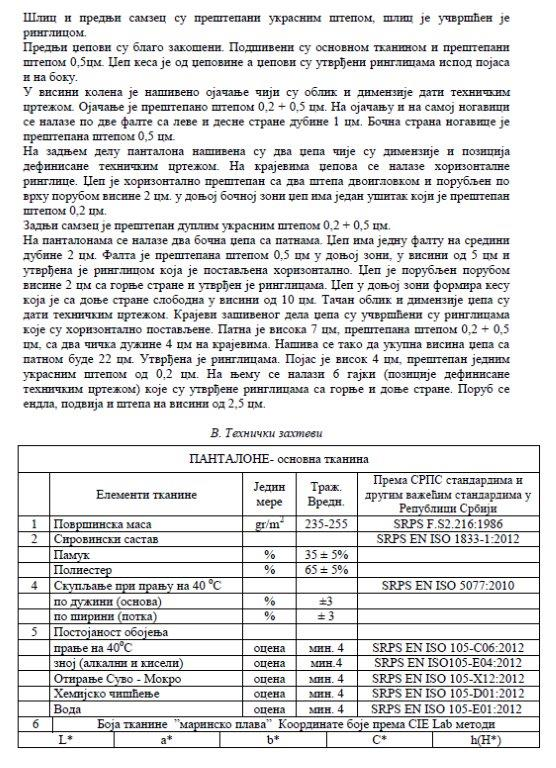 Шлиц и предњи самзец су прештепани украсним штепом, шлиц је учвршћен је
ринглицом.
Предњи џепови су благо закошени. Подшивени су основном тканином и прештепани
штепом 0,5цм. Џеп кеса је од џеповине а џепови су утврђени ринглицама испод појаса
и на боку.
У висини колена је нашивено ојачање чији су облик и димензије дати техничким
цртежом. Ојачање је прештепано штепом 0,2 + 0,5 цм. На ојачању и на самој ногавици
се налазе по две фалте са леве и десне стране дубине 1 цм. Бочна страна ногавице је
прештепана штепом 0,5 цм.
На задњем делу панталона нашивена су два џепа чије су димензије и позиција
дефинисане техничким цртежом. На крајевима џепова се налазе хоризонталне
ринглице. Џеп је хоризонтално прештепан са два штепа двоигловком и порубљен по
врху порубом висине 2 цм. у доњој бочној зони џеп има један ушитак који је прештепан
штепом 0,2 цм.
Задњи самзец је прештепан дуплим украсним штепом 0,2 + 0,5 цм.
На панталонама се налазе два бочна џепа са патнама. Џеп има једну фалту на средини
дубине 2 цм. Фалта је прештепана штепом 0,5 у доњој зони, у висини од 5 цм и
утврђена је ринглицом која је постављена хоризонтално. Џеп је порубљен порубом
висине 2 цм са горње стране и утврђен је ринглицама. Џеп у доњој зони формира кесу
која је са доње стране слободна у висини од 10 цм. Тачан облик и димензије џепа су
дати техничким цртежом. Крајеви зашивеног дела џепа су учвршћени су ринглицама
које су хоризонтално постављене. Патна је висока 7 цм, прештепана штепом 0,2 + 0,5
цм, са два чичка дужине 4 цм на крајевима. Нашива се тако да укупна висина џепа са
патном буде 22 цм. Утврђена је ринглицама. Појас је висок 4 цм, прештепан једним
украсним штепом од 0,2 цм. На њему се налази 6 гајки (позиције дефинисане
техничким цртежом) које су утврђене ринглицама са горње и доње стране. Поруб се
ендла, подвија и штепа на висини од 2,5 цм.
В. Технички захтеви
ПАНТАЛОНЕ- основна тканина
Елементи тканине Једин мере Траж. Вредн. Према СРПС стандардима и другим важећим стандардима у Републици Србији
1 Површинска маса gr/m² 235-255 SRPS F.S2.216:1986
2 Сировински састав SRPS EN ISO 1833-1:2012
Памук % 35 ± 5%
Полиестер % 65 ± 5%
4 Скупљање при прању на 40 ⁰С SRPS EN ISO 5077:2010
по дужини (основа) % ±3
по ширини (потка) % ± 3
5 Постојаност обојења
прање на 40⁰С оцена мин. 4 SRPS EN ISO 105-C06:2012
зној (алкални и кисели) оцена мин.4 SRPS EN ISO105-E04:2012
Отирање Суво - Мокро оцена мин. 4 SRPS EN ISO 105-X12:2012
Хемијско чишћење оцена мин. 4 SRPS EN ISO 105-D01:2012
Вода оцена мин. 4 SRPS EN ISO 105-E01:2012
6 Боја тканине ”маринско плава” Координате боје према CIE Lab методи
L* a* b* C* h(H*)